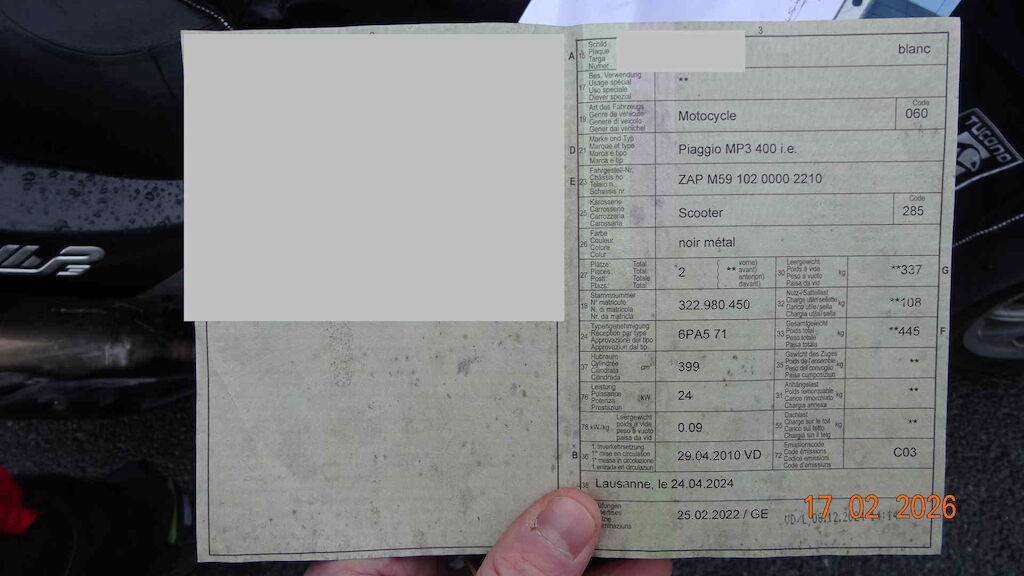 3
A
15
Schild
Plaque
Targa
Numer
blanc
17
Bes. Verwendung
Usage spécial
Uso speciale
Diever spezial
**
19
Art des Fahrzeugs
Genre de véhicule
Genere di veicolo
Gener dal vehichel
Motocycle
Code
060
D
21
Marke und Typ
Marque et type
Marca e tipo
Marca e tip
Piaggio MP3 400 i.e.
E
23
Fahrgestell-Nr.
Châssis no
Telaio n.
Schassis nr.
ZAP M59 102 0000 2210
25
Karosserie
Carrosserie
Carrozzeria
Carossaria
Scooter
Code
285
26
Farbe
Couleur
Colore
Colur
noir métal
27
Plätze: Total
Places: Total
Posti: Totale
Plazs: Total
2
( ** vorne)
avant)
anteriori)
davant)
30
Leergewicht
Poids à vide
Peso a vuoto
Paisa da vid
kg
**337
G
18
Stammnummer
N° matricule
N. di matricola
Nr. da matricla
322.980.450
32
Nutz-/Sattellast
Charge utile/sellette
Carico utile/sella
Chargia utila/sella
kg
**108
24
Typengenehmigung
Réception par type
Approvazione del tipo
Approvaziun dal tip
6PA5 71
33
Gesamtgewicht
Poids total
Peso totale
Paisa totala
kg
**445
F
37
Hubraum
Cylindrée
Cilindrata
Cilindrada
cm³
399
35
Gewicht des Zuges
Poids de l'ensemble
Peso del convoglio
Paisa cumposiziun
kg
**
76
Leistung
Puissance
Potenza
Prestaziun
kW
24
31
Anhängelast
Poids remorquable
Carico rimorchiato
Chargia annexa
kg
**
78 kW/kg
Leergewicht
poids à vide
peso a vuoto
paisa da vid
0.09
55
Dachlast
Charge sur le toit
Carico sul tetto
Chargia sin il tetg
kg
**
B
36
1. Inverkehrsetzung
1re mise en circulation
1a messa in circolazione
1. entrada en circulaziun
29.04.2010 VD
72
Emissionscode
Code émissions
Codice emissioni
Code d'emissiuns
C03
38
Lausanne, le 24.04.2024
25.02.2022 / GE
17 02 2026
TUCANO